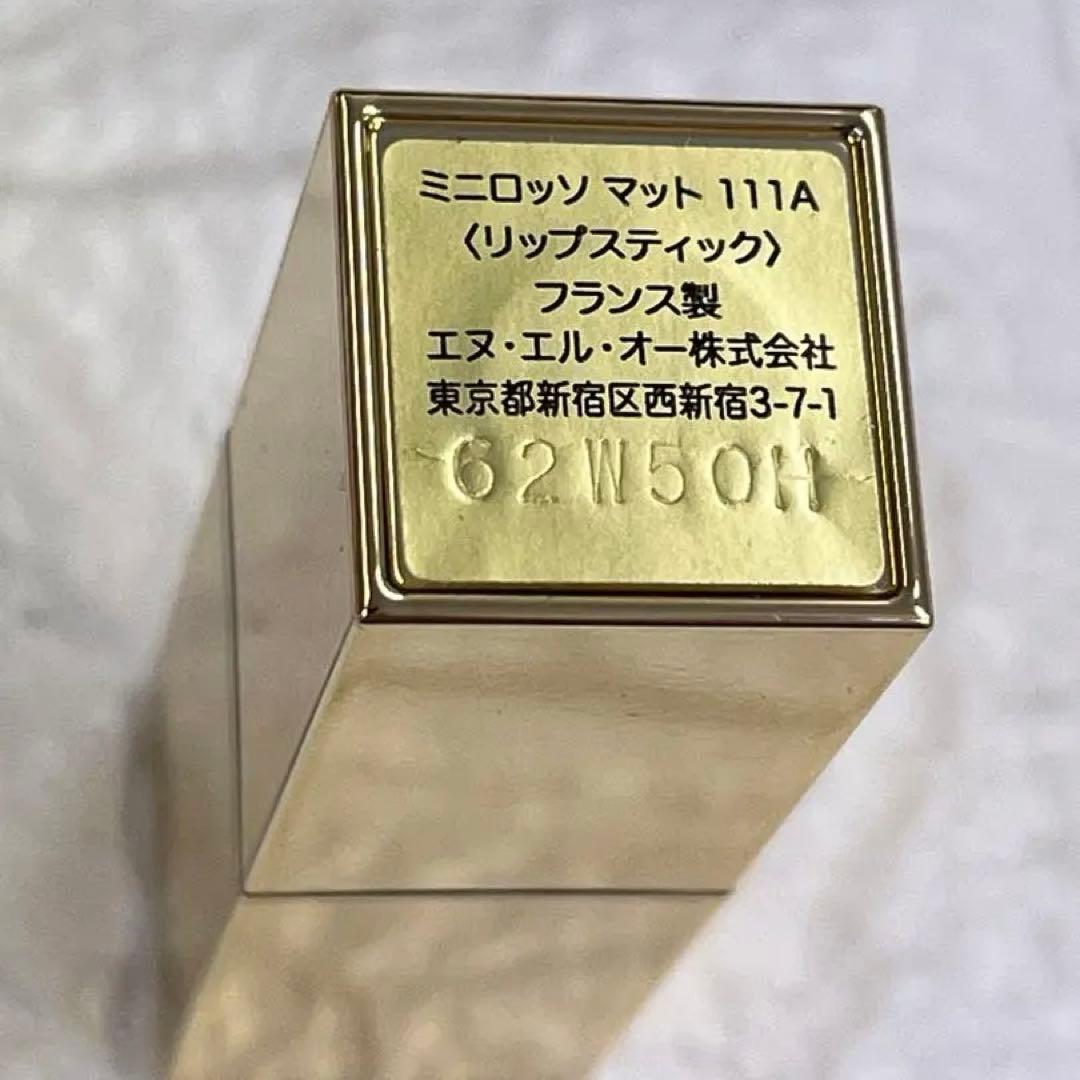 ミニロッソ マット 111A
〈リップスティック〉
フランス製
エヌ・エル・オー株式会社
東京都新宿区西新宿3-7-1
62W50H